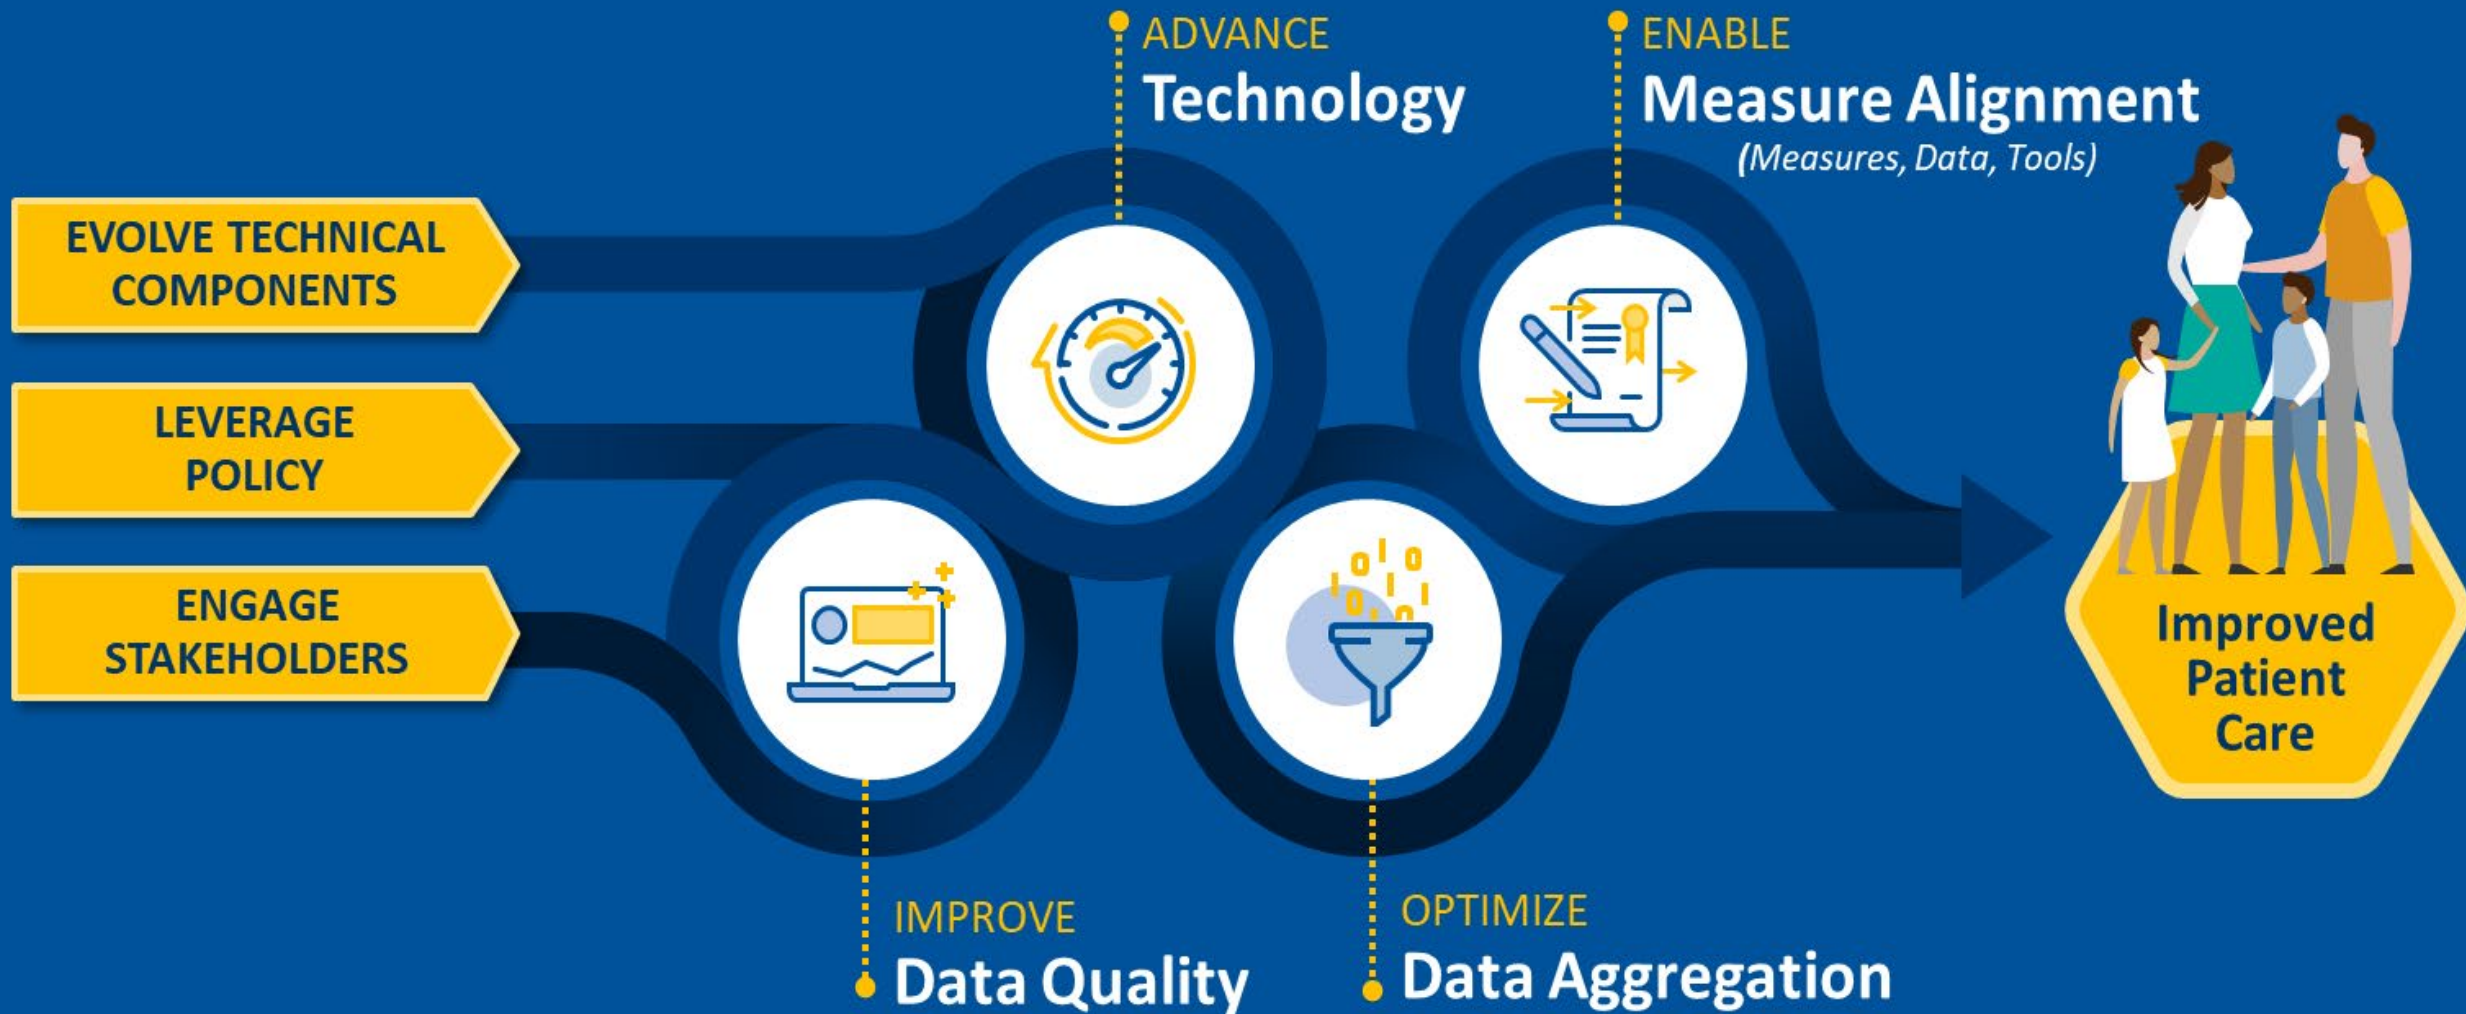 ADVANCE
Technology
ENABLE
Measure Alignment
(Measures, Data, Tools)
EVOLVE TECHNICAL
COMPONENTS
LEVERAGE
POLICY
ENGAGE
STAKEHOLDERS
IMPROVE
Data Quality
OPTIMIZE
Data Aggregation
Improved
Patient
Care